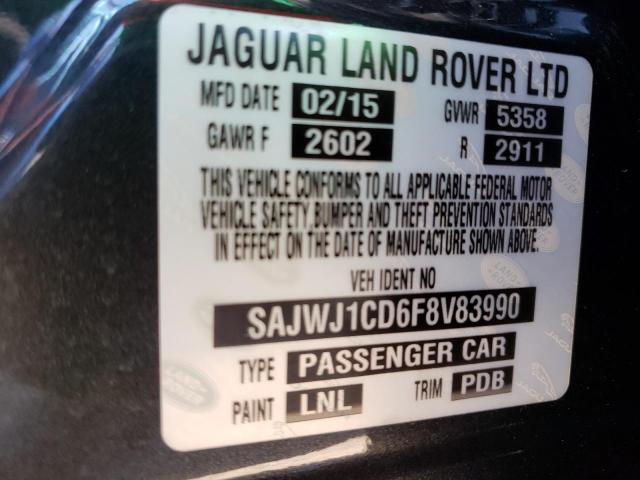 JAGUAR LAND ROVER LTD
MFD DATE 02/15 GVWR 5358
GAWR F 2602 R 2911
THIS VEHICLE CONFORMS TO ALL APPLICABLE FEDERAL MOTOR
VEHICLE SAFETY, BUMPER AND THEFT PREVENTION STANDARDS
IN EFFECT ON THE DATE OF MANUFACTURE SHOWN ABOVE.
VEH IDENT NO
SAJWJ1CD6F8V83990
TYPE PASSENGER CAR
PAINT LNL TRIM PDB